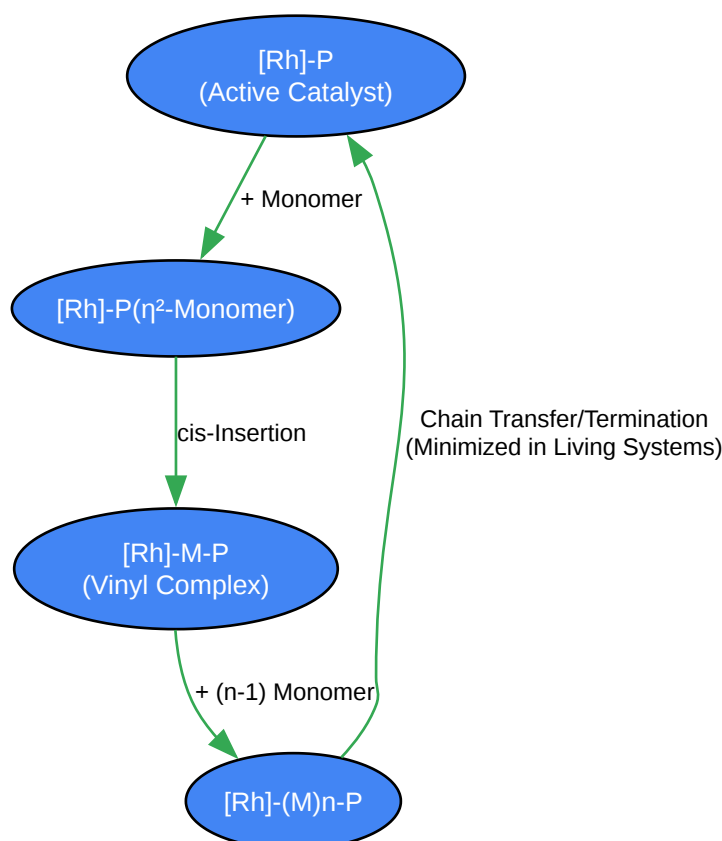 [Rh]-P
(Active Catalyst)
+ Monomer
[Rh]-P(η²-Monomer)
cis-Insertion
Chain Transfer/Termination
(Minimized in Living Systems)
[Rh]-M-P
(Vinyl Complex)
+ (n-1) Monomer
[Rh]-(M)n-P